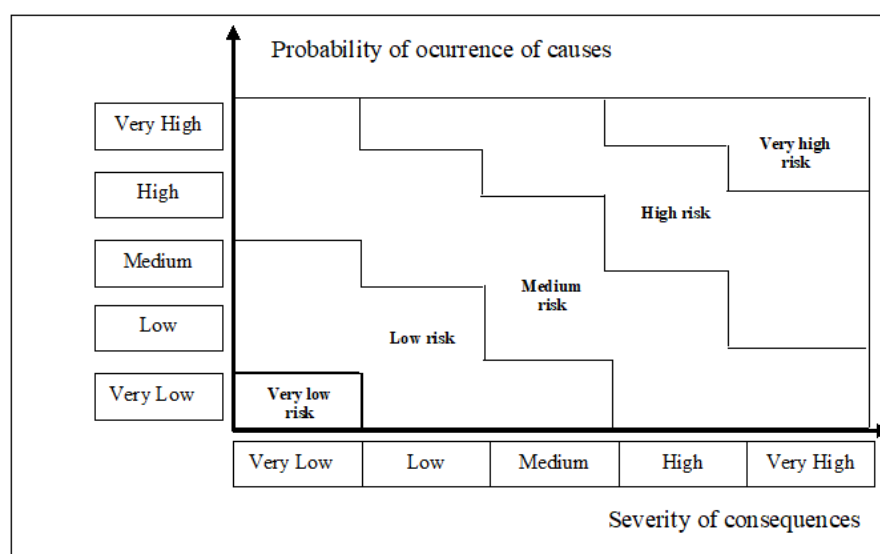 Probability of ocurrence of causes
Very High
Very high
risk
High
High risk
Medium
Medium
risk
Low
Low risk
Very Low
Very low
risk
Very Low
Low
Medium
High
Very High
Severity of consequences